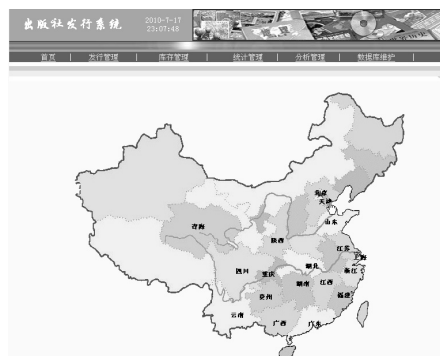 出版社发行系统
2010-7-17
23:07:48
首页 | 发行管理 | 库存管理 | 统计管理 | 分析管理 | 数据库维护 |
北京
天津
山东
青海
陕西
江苏
上海
四川
重庆
湖北
浙江
贵州
湖南
江西
福建
云南
广西
广东